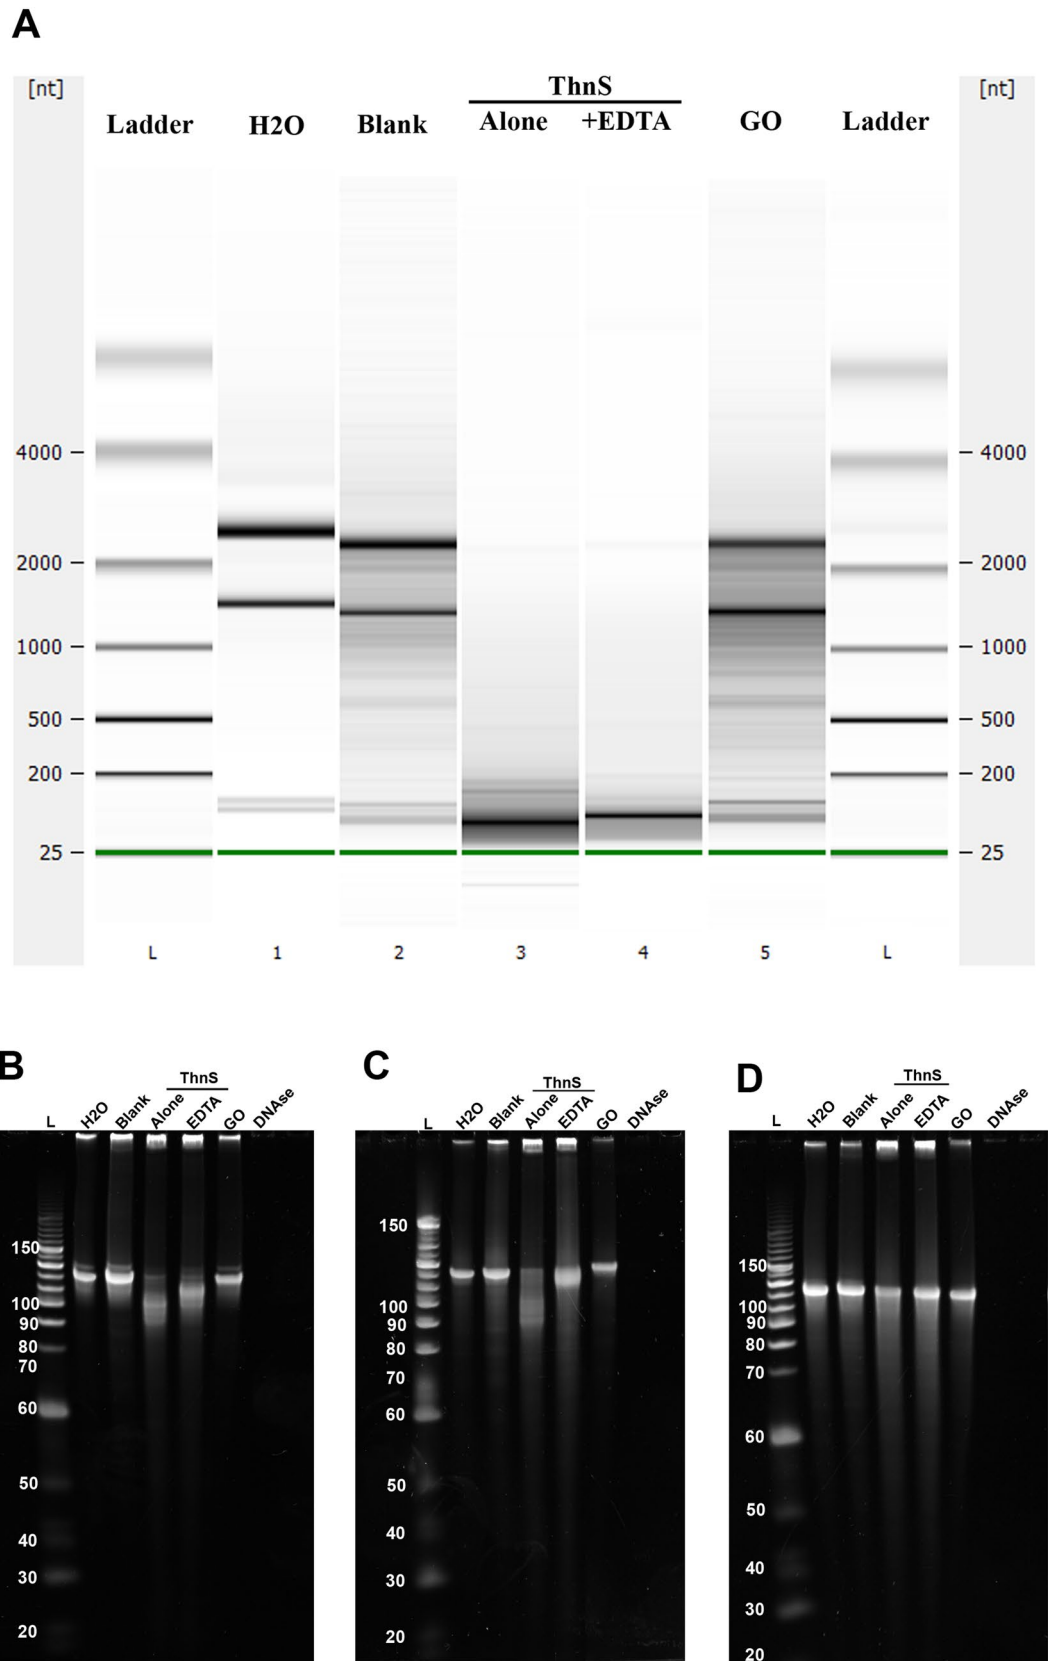 A
[nt] [nt]
ThnS
Ladder H2O Blank Alone +EDTA GO Ladder
4000 4000
2000 2000
1000 1000
500 500
200 200
25 25
L 1 2 3 4 5 L
B
ThnS
L H2O Blank Alone EDTA GO DNAse
150
100
90
80
70
60
50
40
30
20
C
ThnS
L H2O Blank Alone EDTA GO DNAse
150
100
90
80
70
60
50
40
30
20
D
ThnS
L H2O Blank Alone EDTA GO DNAse
150
100
90
80
70
60
50
40
30
20